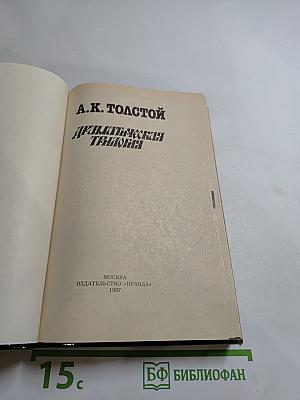 А.К. ТОЛСТОЙ
ДРАМАТИЧЕСКАЯ
ТРИЛОГИЯ
МОСКВА
ИЗДАТЕЛЬСТВО «ПРАВДА»
1987
15с
БФ БИБЛИОФАН